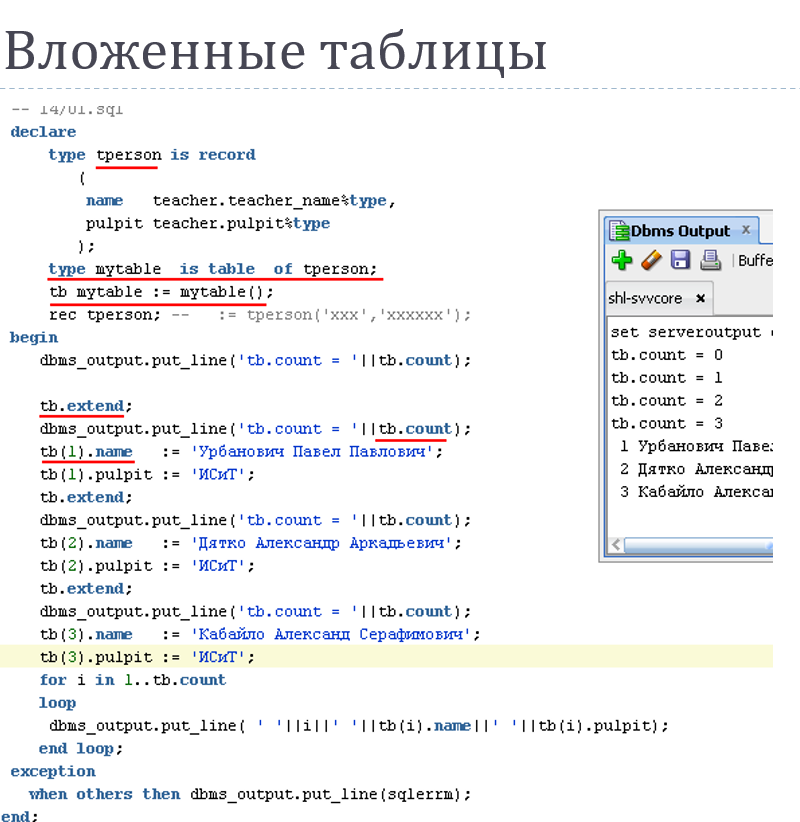 Вложенные таблицы
-- 14/01.sql
declare
type tperson is record
(
name teacher.teacher_name%type,
pulpit teacher.pulpit%type
);
type mytable is table of tperson;
tb mytable := mytable();
rec tperson; -- := tperson('xxx','xxxxxx');
begin
dbms_output.put_line('tb.count = '||tb.count);
tb.extend;
dbms_output.put_line('tb.count = '||tb.count);
tb(1).name := 'Урбанович Павел Павлович';
tb(1).pulpit := 'ИСиТ';
tb.extend;
dbms_output.put_line('tb.count = '||tb.count);
tb(2).name := 'Дятко Александр Аркадьевич';
tb(2).pulpit := 'ИСиТ';
tb.extend;
dbms_output.put_line('tb.count = '||tb.count);
tb(3).name := 'Кабайло Александ Серафимович';
tb(3).pulpit := 'ИСиТ';
for i in 1..tb.count
loop
dbms_output.put_line( ' '||i||' '||tb(i).name||' '||tb(i).pulpit);
end loop;
exception
when others then dbms_output.put_line(sqlerrm);
end;
Dbms Output x
Buffe
shl-svvcore x
set serveroutput
tb.count = 0
tb.count = 1
tb.count = 2
tb.count = 3
1 Урбанович Паве
2 Дятко Александр
3 Кабайло Алекса